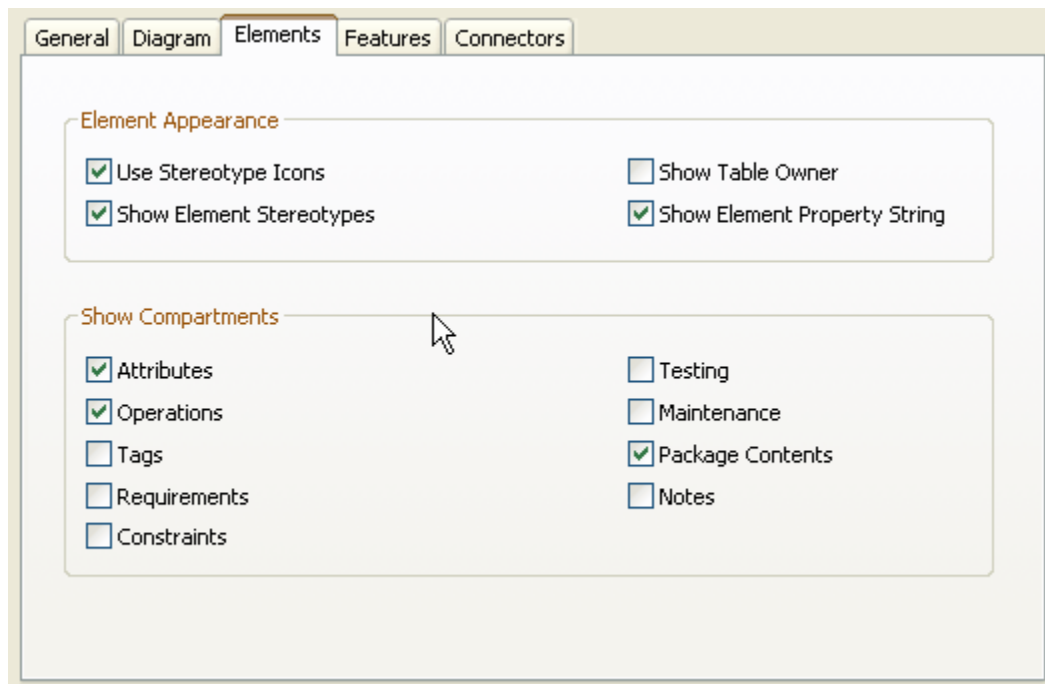 General Diagram Elements Features Connectors
Element Appearance
Use Stereotype Icons
Show Table Owner
Show Element Stereotypes
Show Element Property String
Show Compartments
Attributes
Testing
Operations
Maintenance
Tags
Package Contents
Requirements
Notes
Constraints